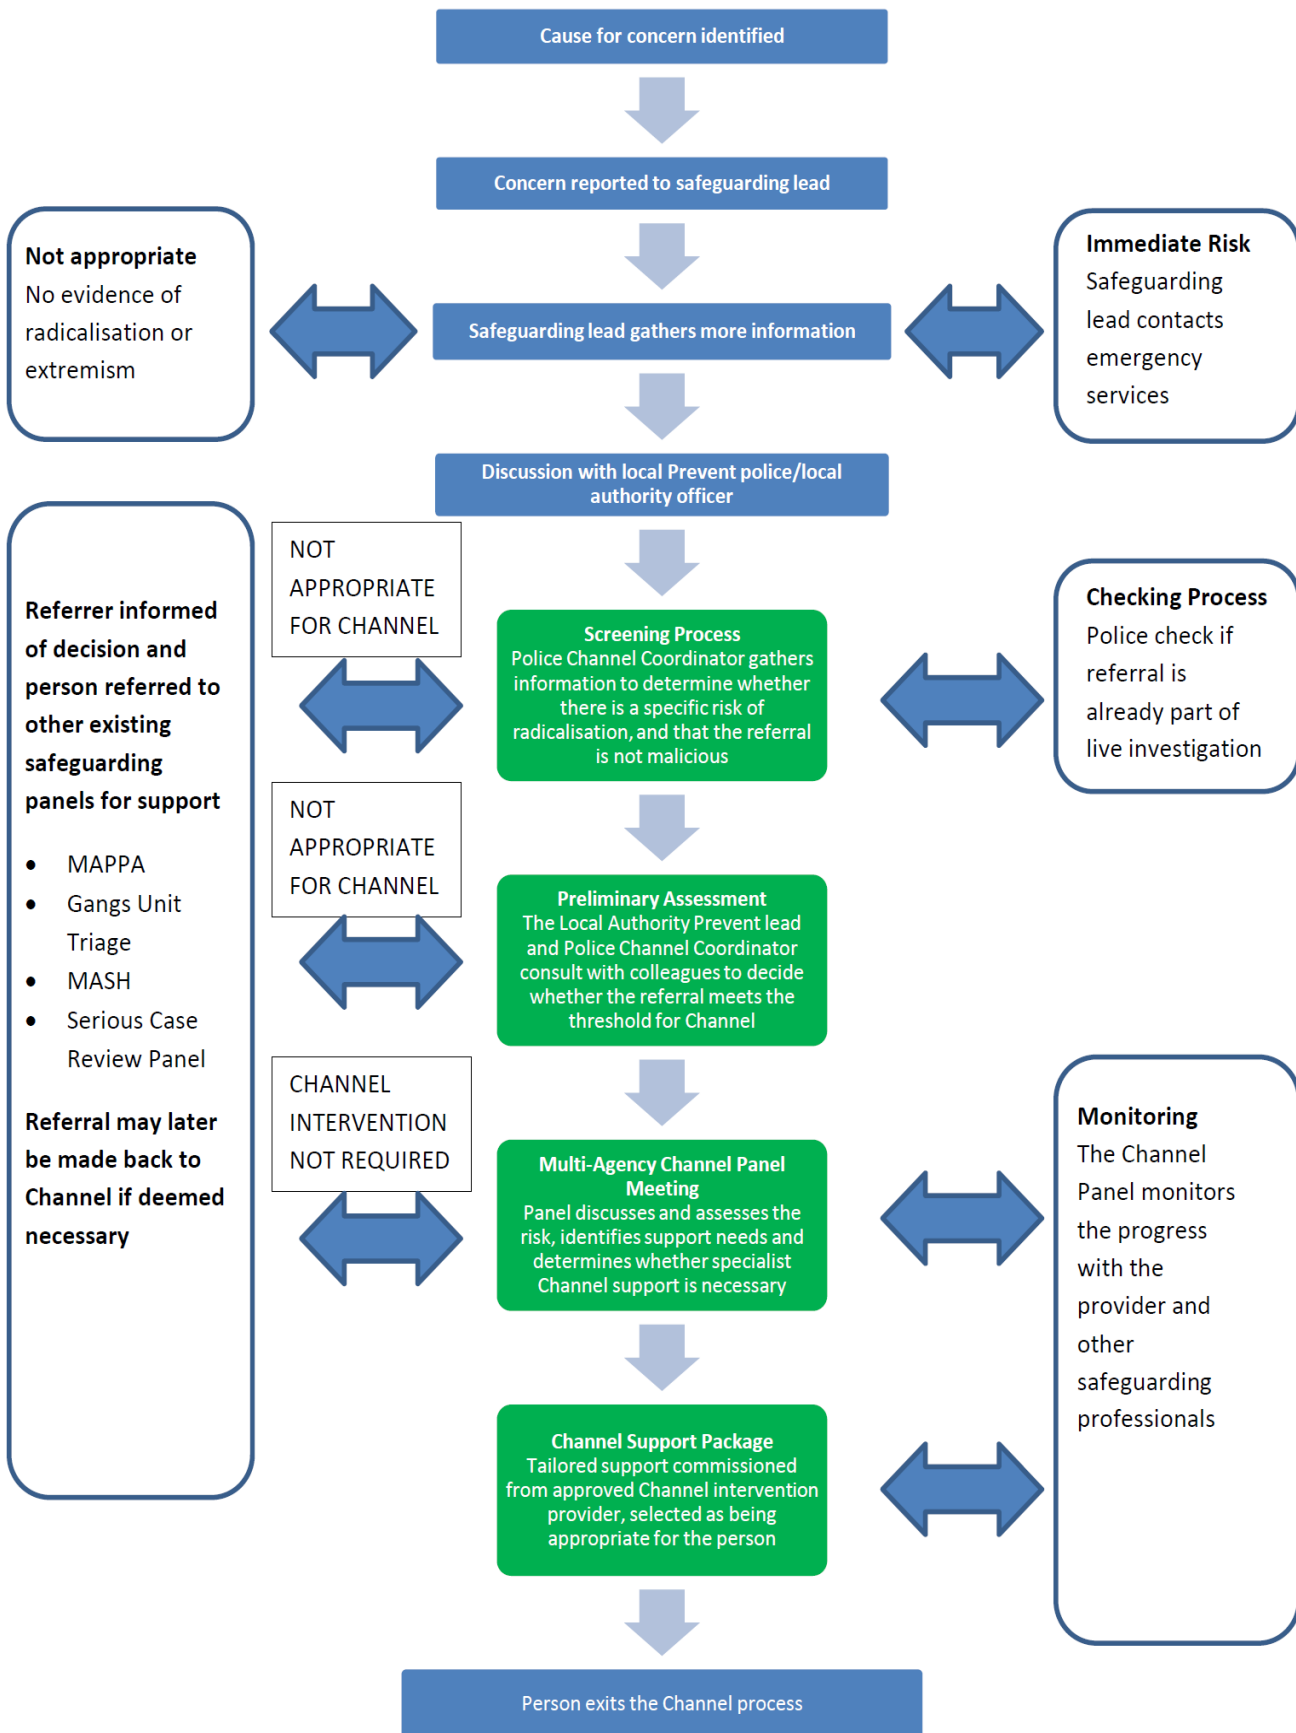 Cause for concern identified
Concern reported to safeguarding lead
Not appropriate
No evidence of
radicalisation or
extremism
Safeguarding lead gathers more information
Immediate Risk
Safeguarding
lead contacts
emergency
services
Discussion with local Prevent police/local
authority officer
Referrer informed
of decision and
person referred to
other existing
safeguarding
panels for support
• MAPPA
• Gangs Unit
Triage
• MASH
• Serious Case
Review Panel
Referral may later
be made back to
Channel if deemed
necessary
NOT
APPROPRIATE
FOR CHANNEL
Screening Process
Police Channel Coordinator gathers
information to determine whether
there is a specific risk of
radicalisation, and that the referral
is not malicious
Checking Process
Police check if
referral is
already part of
live investigation
NOT
APPROPRIATE
FOR CHANNEL
Preliminary Assessment
The Local Authority Prevent lead
and Police Channel Coordinator
consult with colleagues to decide
whether the referral meets the
threshold for Channel
CHANNEL
INTERVENTION
NOT REQUIRED
Multi-Agency Channel Panel
Meeting
Panel discusses and assesses the
risk, identifies support needs and
determines whether specialist
Channel support is necessary
Monitoring
The Channel
Panel monitors
the progress
with the
provider and
other
safeguarding
professionals
Channel Support Package
Tailored support commissioned
from approved Channel intervention
provider, selected as being
appropriate for the person
Person exits the Channel process